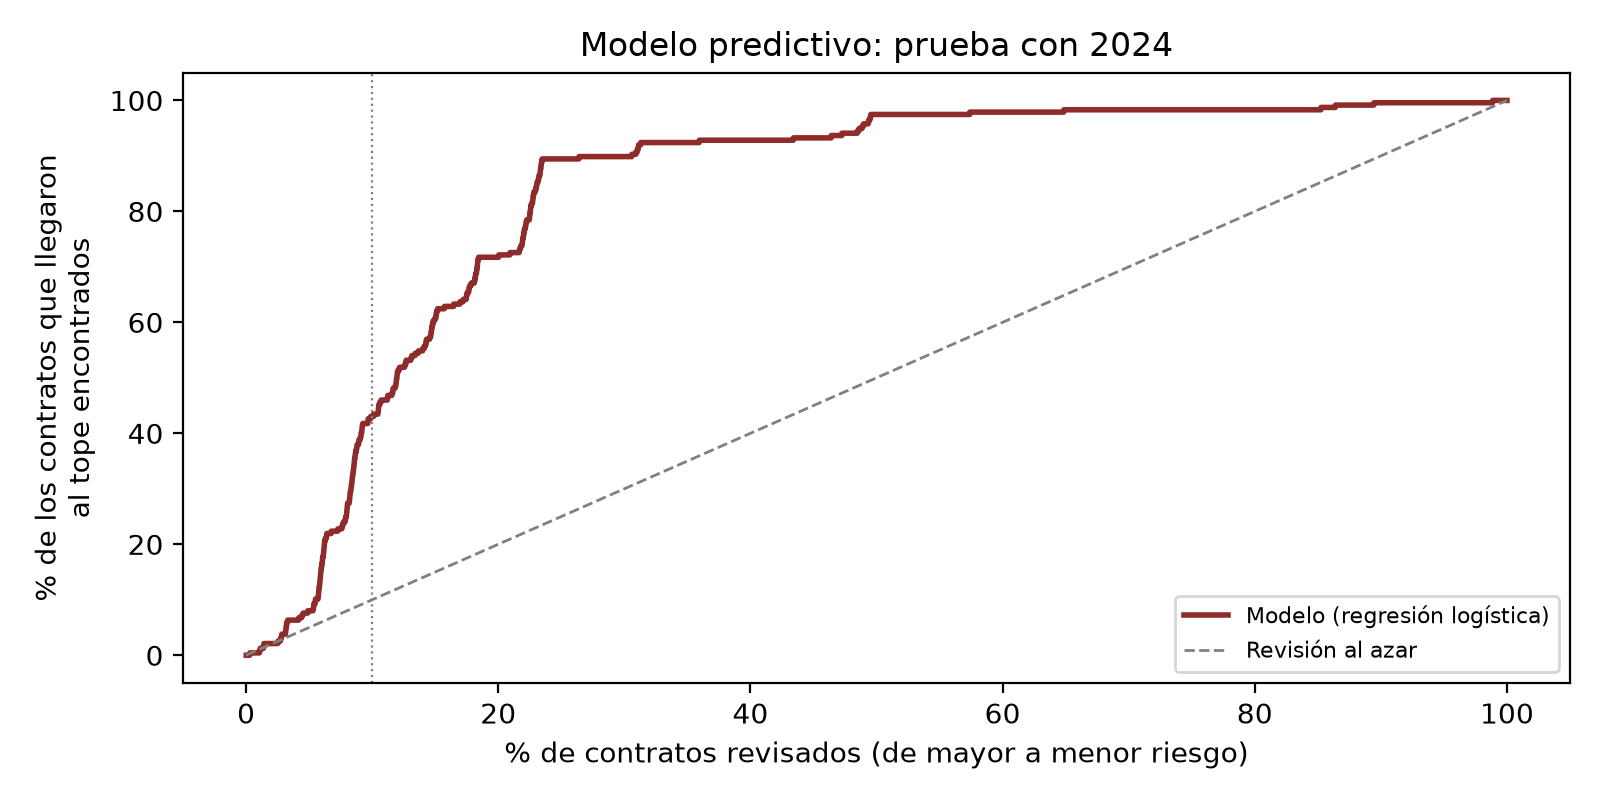 Modelo predictivo: prueba con 2024
% de los contratos que llegaron
al tope encontrados
100
80
60
40
20
0
0 20 40 60 80 100
% de contratos revisados (de mayor a menor riesgo)
Modelo (regresión logística)
Revisión al azar